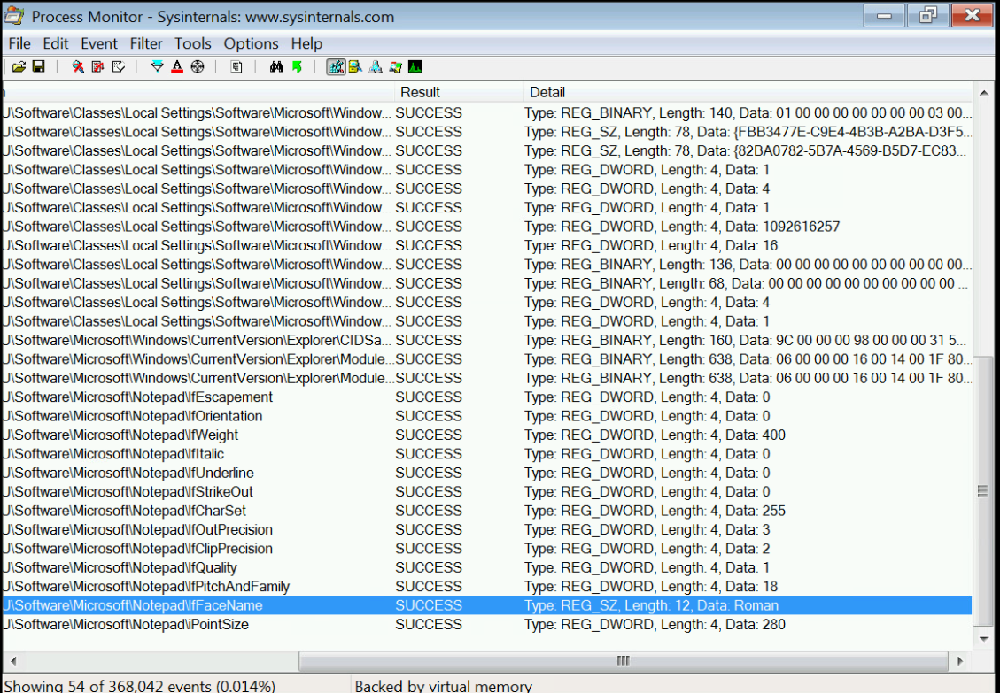 Process Monitor - Sysinternals: www.sysinternals.com
File Edit Event Filter Tools Options Help
Result Detail
J\Software\Classes\Local Settings\Software\Microsoft\Window... SUCCESS Type: REG_BINARY, Length: 140, Data: 01 00 00 00 00 00 00 00 03 00...
J\Software\Classes\Local Settings\Software\Microsoft\Window... SUCCESS Type: REG_SZ, Length: 78, Data: {FBB3477E-C9E4-4B3B-A2BA-D3F5...
J\Software\Classes\Local Settings\Software\Microsoft\Window... SUCCESS Type: REG_SZ, Length: 78, Data: {82BA0782-5B7A-4569-B5D7-EC83...
J\Software\Classes\Local Settings\Software\Microsoft\Window... SUCCESS Type: REG_DWORD, Length: 4, Data: 1
J\Software\Classes\Local Settings\Software\Microsoft\Window... SUCCESS Type: REG_DWORD, Length: 4, Data: 4
J\Software\Classes\Local Settings\Software\Microsoft\Window... SUCCESS Type: REG_DWORD, Length: 4, Data: 1
J\Software\Classes\Local Settings\Software\Microsoft\Window... SUCCESS Type: REG_DWORD, Length: 4, Data: 1092616257
J\Software\Classes\Local Settings\Software\Microsoft\Window... SUCCESS Type: REG_DWORD, Length: 4, Data: 16
J\Software\Classes\Local Settings\Software\Microsoft\Window... SUCCESS Type: REG_BINARY, Length: 136, Data: 00 00 00 00 00 00 00 00 00 00...
J\Software\Classes\Local Settings\Software\Microsoft\Window... SUCCESS Type: REG_BINARY, Length: 68, Data: 00 00 00 00 00 00 00 00 00 00 ...
J\Software\Classes\Local Settings\Software\Microsoft\Window... SUCCESS Type: REG_DWORD, Length: 4, Data: 4
J\Software\Classes\Local Settings\Software\Microsoft\Window... SUCCESS Type: REG_DWORD, Length: 4, Data: 1
J\Software\Microsoft\Windows\CurrentVersion\Explorer\CIDSa... SUCCESS Type: REG_BINARY, Length: 160, Data: 9C 00 00 00 98 00 00 00 31 5...
J\Software\Microsoft\Windows\CurrentVersion\Explorer\Module... SUCCESS Type: REG_BINARY, Length: 638, Data: 06 00 00 00 16 00 14 00 1F 80...
J\Software\Microsoft\Windows\CurrentVersion\Explorer\Module... SUCCESS Type: REG_BINARY, Length: 638, Data: 06 00 00 00 16 00 14 00 1F 80...
J\Software\Microsoft\Notepad\lfEscapement SUCCESS Type: REG_DWORD, Length: 4, Data: 0
J\Software\Microsoft\Notepad\lfOrientation SUCCESS Type: REG_DWORD, Length: 4, Data: 0
J\Software\Microsoft\Notepad\lfWeight SUCCESS Type: REG_DWORD, Length: 4, Data: 400
J\Software\Microsoft\Notepad\lfItalic SUCCESS Type: REG_DWORD, Length: 4, Data: 0
J\Software\Microsoft\Notepad\lfUnderline SUCCESS Type: REG_DWORD, Length: 4, Data: 0
J\Software\Microsoft\Notepad\lfStrikeOut SUCCESS Type: REG_DWORD, Length: 4, Data: 0
J\Software\Microsoft\Notepad\lfCharSet SUCCESS Type: REG_DWORD, Length: 4, Data: 255
J\Software\Microsoft\Notepad\lfOutPrecision SUCCESS Type: REG_DWORD, Length: 4, Data: 3
J\Software\Microsoft\Notepad\lfClipPrecision SUCCESS Type: REG_DWORD, Length: 4, Data: 2
J\Software\Microsoft\Notepad\lfQuality SUCCESS Type: REG_DWORD, Length: 4, Data: 1
J\Software\Microsoft\Notepad\lfPitchAndFamily SUCCESS Type: REG_DWORD, Length: 4, Data: 18
J\Software\Microsoft\Notepad\lfFaceName SUCCESS Type: REG_SZ, Length: 12, Data: Roman
J\Software\Microsoft\Notepad\iPointSize SUCCESS Type: REG_DWORD, Length: 4, Data: 280
Showing 54 of 368,042 events (0.014%) Backed by virtual memory